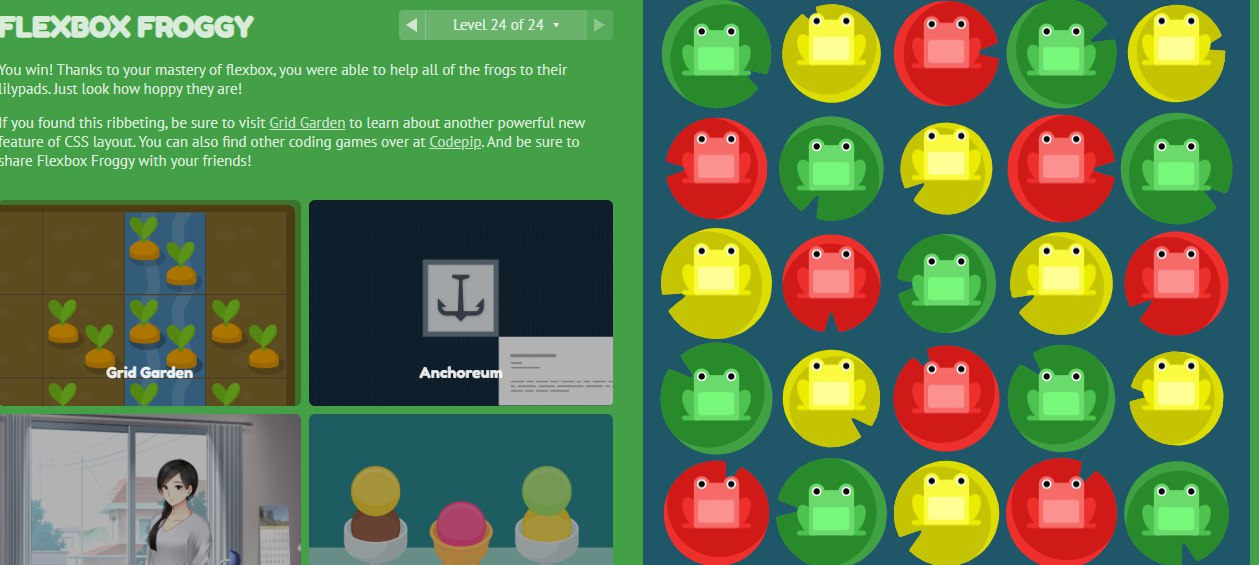 FLEXBOX FROGGY
Level 24 of 24
You win! Thanks to your mastery of flexbox, you were able to help all of the frogs to their
lilypads. Just look how hoppy they are!
If you found this ribbeting, be sure to visit Grid Garden to learn about another powerful new
feature of CSS layout. You can also find other coding games over at Codepip. And be sure to
share Flexbox Froggy with your friends!
Grid Garden
Anchoreum